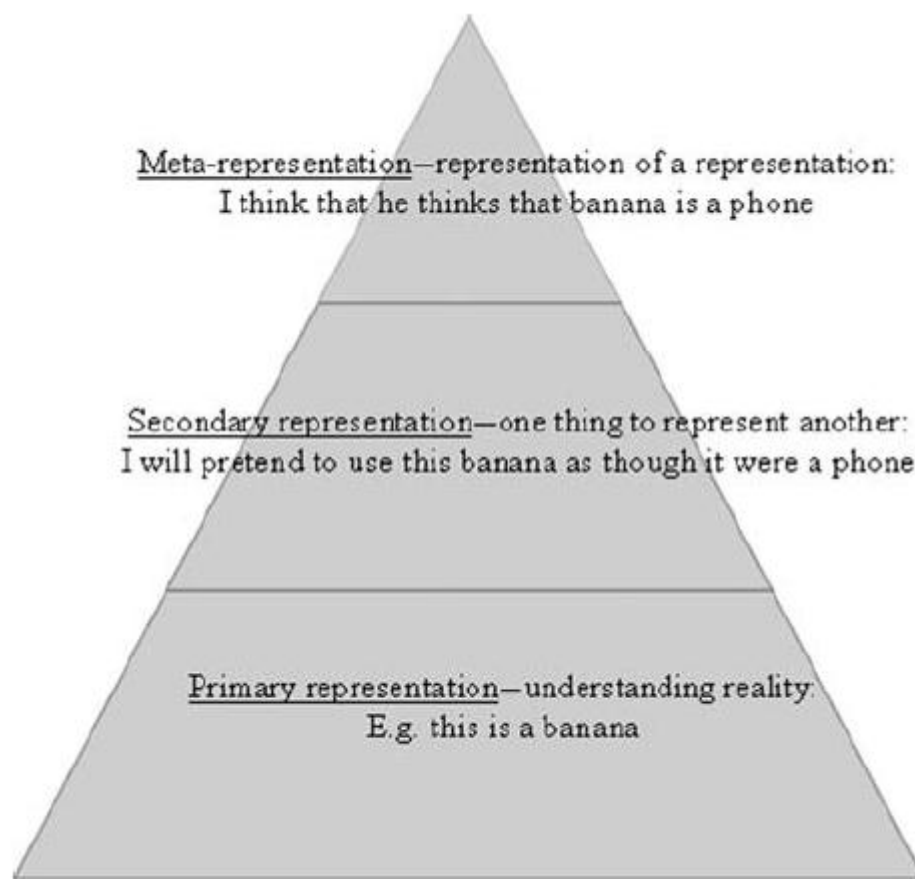 Meta-representation—representation of a representation:
I think that he thinks that banana is a phone
Secondary representation—one thing to represent another:
I will pretend to use this banana as though it were a phone
Primary representation—understanding reality:
E.g. this is a banana